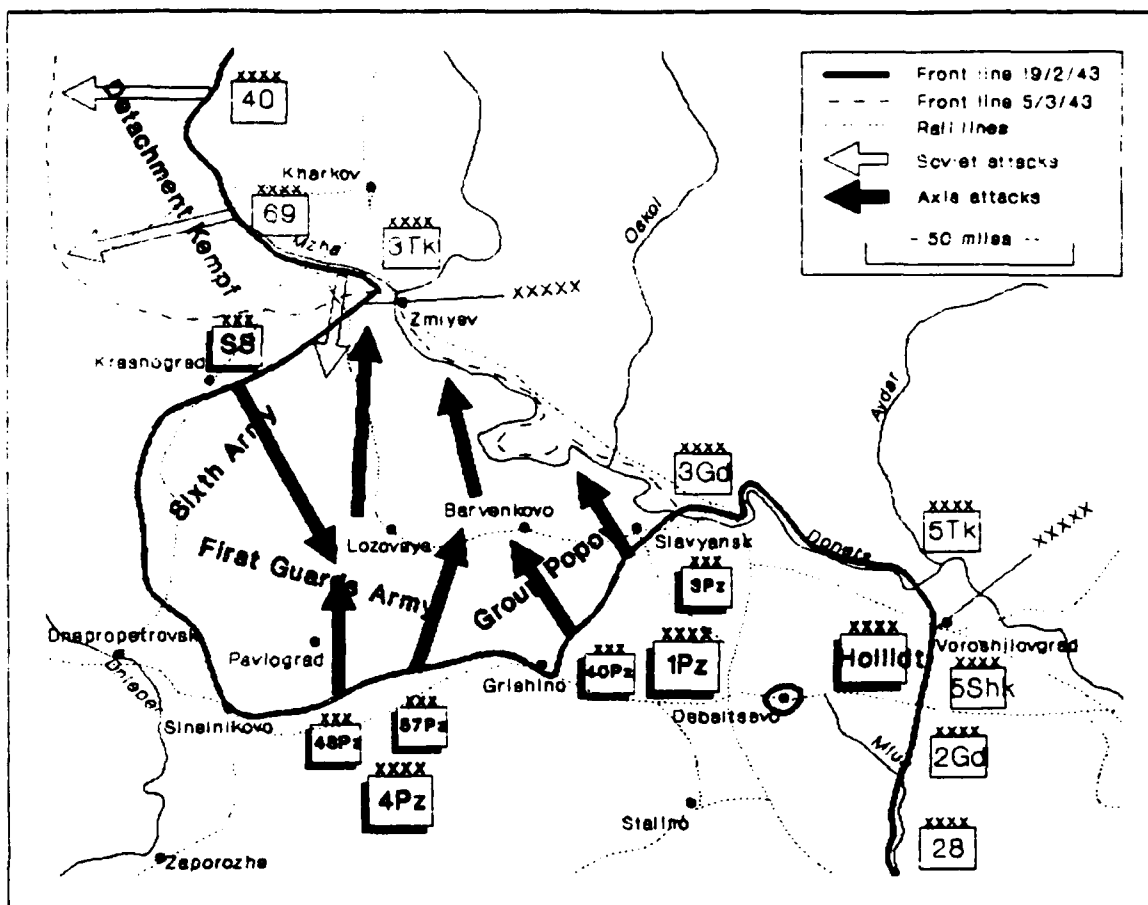 Front line 19/2/43
Front line 5/3/43
Rail lines
Soviet attacks
Axis attacks
- 50 miles --
XXXX
40
Detachment Kempf
Kharkov
XXXX
69
Mzha
XXXX
3Tk
Oskol
XXXXX
Zmiyev
XXX
SS
Krasnograd
Aydar
Sixth Army
XXXX
3Gd
Barvenkovo
Lozovaya
Slavyansk
Donets
XXXX
5Tk
XXXXX
First Guards Army
Group Popov
XXX
3Pz
Dnepropetrovsk
Dnieper
Pavlograd
Grishino
XXX
40Pz
XXXX
1Pz
XXXX
Hollidt
Voroshilovgrad
XXXX
5Shk
Debaltsevo
Sinelnikovo
XXX
48Pz
XXX
57Pz
Mius
XXXX
2Gd
XXXX
4Pz
Stalino
XXXX
28
Zaporozhe